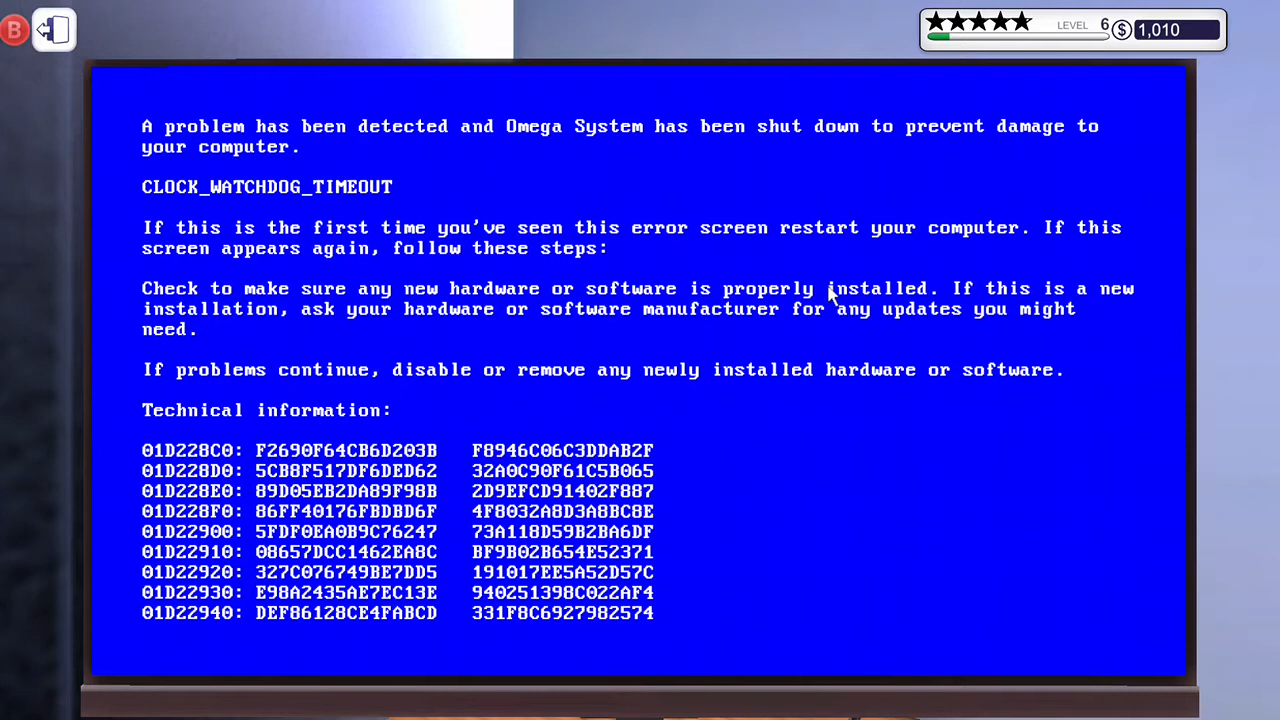 B
LEVEL 6 $ 1,010
A problem has been detected and Omega System has been shut down to prevent damage to
your computer.
CLOCK_WATCHDOG_TIMEOUT
If this is the first time you've seen this error screen restart your computer. If this
screen appears again, follow these steps:
Check to make sure any new hardware or software is properly installed. If this is a new
installation, ask your hardware or software manufacturer for any updates you might
need.
If problems continue, disable or remove any newly installed hardware or software.
Technical information:
01D228C0: F2690F64CB6D203B F8946C06C3DDAB2F
01D228D0: 5CB8F517DF6DED62 32A0C90F61C5B065
01D228E0: 89D05EB2DA89F98B 2D9EFCD91402F887
01D228F0: 86FF40176FBDBD6F 4F8032A8D3A8BC8E
01D22900: 5FDF0EA0B9C76247 73A118D59B2BA6DF
01D22910: 08657DCC1462EA8C BF9B02B654E52371
01D22920: 327C076749BE7DD5 191017EE5A52D57C
01D22930: E98A2435AE7EC13E 940251398C022AF4
01D22940: DEF86128CE4FABCD 331F8C6927982574